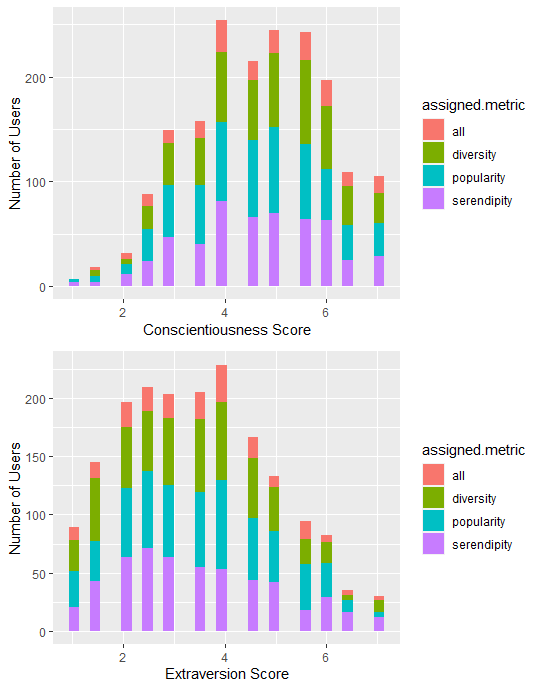 200
100
0
2
4
6
Number of Users
Conscientiousness Score
assigned.metric
all
diversity
popularity
serendipity
200
150
100
50
0
2
4
6
Number of Users
Extraversion Score
assigned.metric
all
diversity
popularity
serendipity